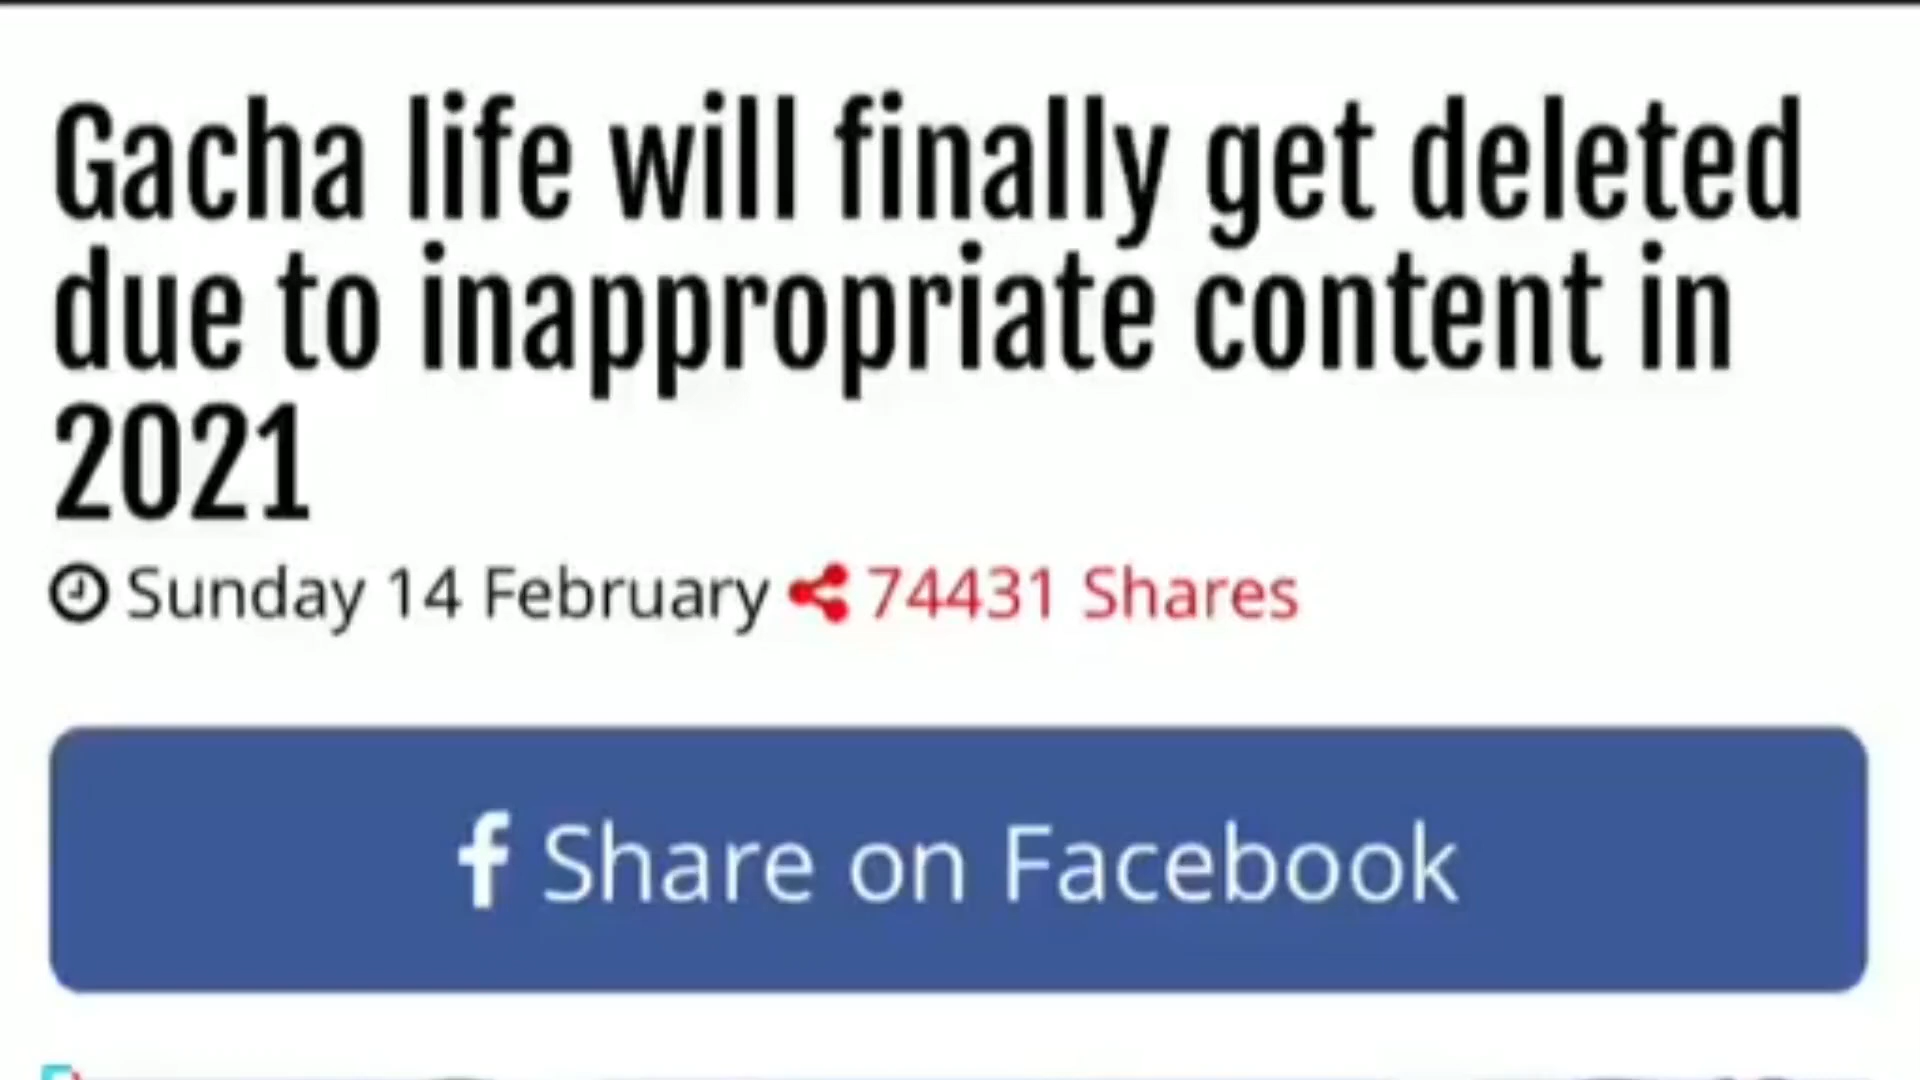 Gacha life will finally get deleted
due to inappropriate content in
2021
Sunday 14 February 74431 Shares
f Share on Facebook